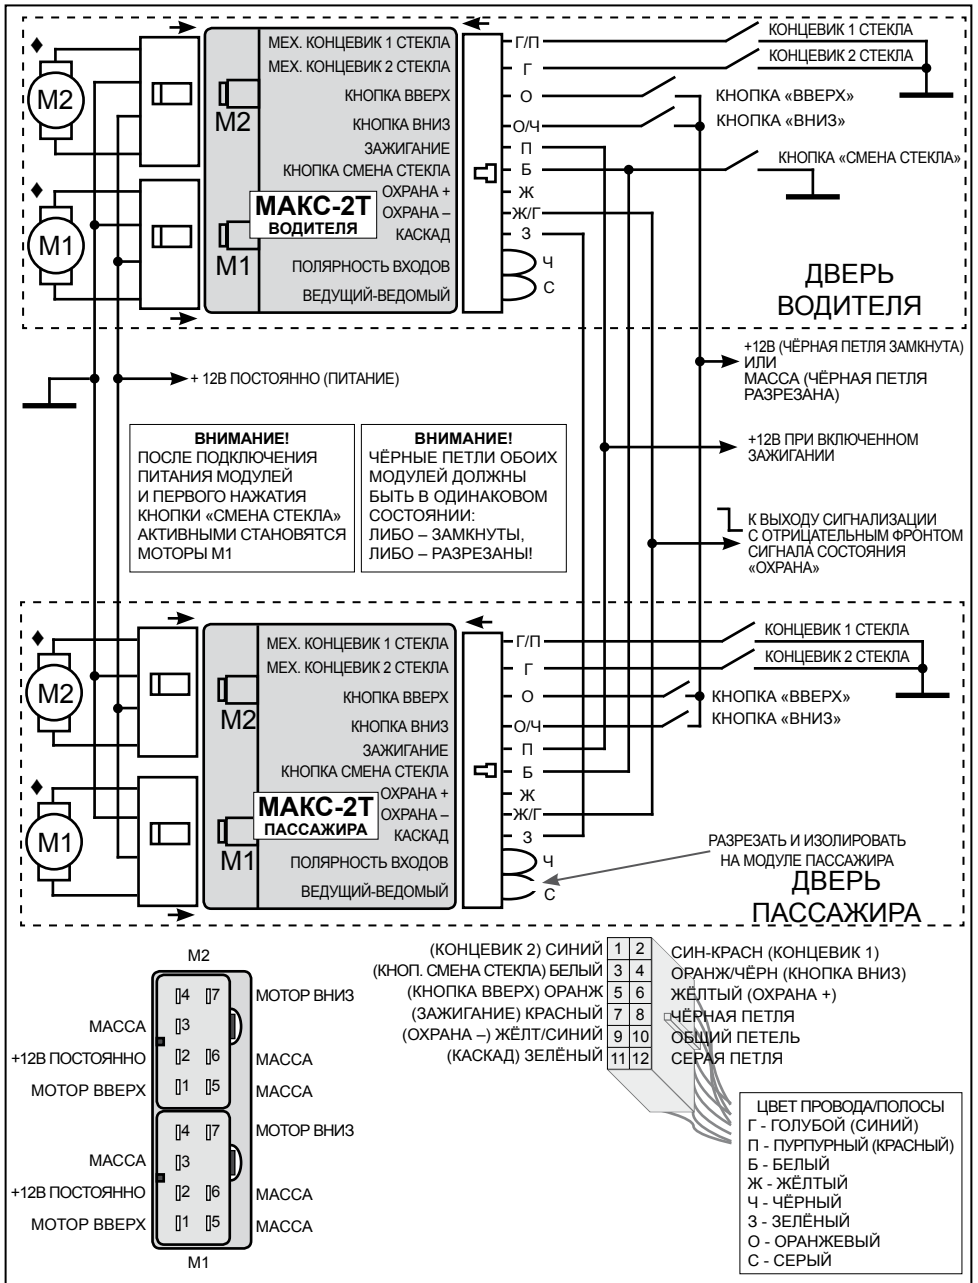 МЕХ. КОНЦЕВИК 1 СТЕКЛА
МЕХ. КОНЦЕВИК 2 СТЕКЛА
КНОПКА ВВЕРХ
КНОПКА ВНИЗ
ЗАЖИГАНИЕ
КНОПКА СМЕНА СТЕКЛА
ОХРАНА +
ОХРАНА –
КАСКАД
ПОЛЯРНОСТЬ ВХОДОВ
ВЕДУЩИЙ-ВЕДОМЫЙ
М2
М1
М2
М1
МАКС-2Т
ВОДИТЕЛЯ
Г/П
Г
О
О/Ч
П
Б
Ж
Ж/Г
З
Ч
С
КОНЦЕВИК 1 СТЕКЛА
КОНЦЕВИК 2 СТЕКЛА
КНОПКА «ВВЕРХ»
КНОПКА «ВНИЗ»
КНОПКА «СМЕНА СТЕКЛА»
ДВЕРЬ
ВОДИТЕЛЯ
+ 12В ПОСТОЯННО (ПИТАНИЕ)
+12В (ЧЁРНАЯ ПЕТЛЯ ЗАМКНУТА)
ИЛИ
МАССА (ЧЁРНАЯ ПЕТЛЯ
РАЗРЕЗАНА)
+12В ПРИ ВКЛЮЧЕННОМ
ЗАЖИГАНИИ
К ВЫХОДУ СИГНАЛИЗАЦИИ
С ОТРИЦАТЕЛЬНЫМ ФРОНТОМ
СИГНАЛА СОСТОЯНИЯ
«ОХРАНА»
ВНИМАНИЕ!
ПОСЛЕ ПОДКЛЮЧЕНИЯ
ПИТАНИЯ МОДУЛЕЙ
И ПЕРВОГО НАЖАТИЯ
КНОПКИ «СМЕНА СТЕКЛА»
АКТИВНЫМИ СТАНОВЯТСЯ
МОТОРЫ М1
ВНИМАНИЕ!
ЧЁРНЫЕ ПЕТЛИ ОБОИХ
МОДУЛЕЙ ДОЛЖНЫ
БЫТЬ В ОДИНАКОВОМ
СОСТОЯНИИ:
ЛИБО – ЗАМКНУТЫ,
ЛИБО – РАЗРЕЗАНЫ!
МЕХ. КОНЦЕВИК 1 СТЕКЛА
МЕХ. КОНЦЕВИК 2 СТЕКЛА
КНОПКА ВВЕРХ
КНОПКА ВНИЗ
ЗАЖИГАНИЕ
КНОПКА СМЕНА СТЕКЛА
ОХРАНА +
ОХРАНА –
КАСКАД
ПОЛЯРНОСТЬ ВХОДОВ
ВЕДУЩИЙ-ВЕДОМЫЙ
М2
М1
М2
М1
МАКС-2Т
ПАССАЖИРА
Г/П
Г
О
О/Ч
П
Б
Ж
Ж/Г
З
Ч
С
КОНЦЕВИК 1 СТЕКЛА
КОНЦЕВИК 2 СТЕКЛА
КНОПКА «ВВЕРХ»
КНОПКА «ВНИЗ»
РАЗРЕЗАТЬ И ИЗОЛИРОВАТЬ
НА МОДУЛЕ ПАССАЖИРА
ДВЕРЬ
ПАССАЖИРА
М2
4 7 МОТОР ВНИЗ
МАССА 3
+12В ПОСТОЯННО 2 6 МАССА
МОТОР ВВЕРХ 1 5 МАССА
4 7 МОТОР ВНИЗ
МАССА 3
+12В ПОСТОЯННО 2 6 МАССА
МОТОР ВВЕРХ 1 5 МАССА
М1
(КОНЦЕВИК 2) СИНИЙ 1 2 СИН-КРАСН (КОНЦЕВИК 1)
(КНОП. СМЕНА СТЕКЛА) БЕЛЫЙ 3 4 ОРАНЖ/ЧЁРН (КНОПКА ВНИЗ)
(КНОПКА ВВЕРХ) ОРАНЖ 5 6 ЖЁЛТЫЙ (ОХРАНА +)
(ЗАЖИГАНИЕ) КРАСНЫЙ 7 8 ЧЁРНАЯ ПЕТЛЯ
(ОХРАНА –) ЖЁЛТ/СИНИЙ 9 10 ОБЩИЙ ПЕТЕЛЬ
(КАСКАД) ЗЕЛЁНЫЙ 11 12 СЕРАЯ ПЕТЛЯ
ЦВЕТ ПРОВОДА/ПОЛОСЫ
Г - ГОЛУБОЙ (СИНИЙ)
П - ПУРПУРНЫЙ (КРАСНЫЙ)
Б - БЕЛЫЙ
Ж - ЖЁЛТЫЙ
Ч - ЧЁРНЫЙ
З - ЗЕЛЁНЫЙ
О - ОРАНЖЕВЫЙ
С - СЕРЫЙ